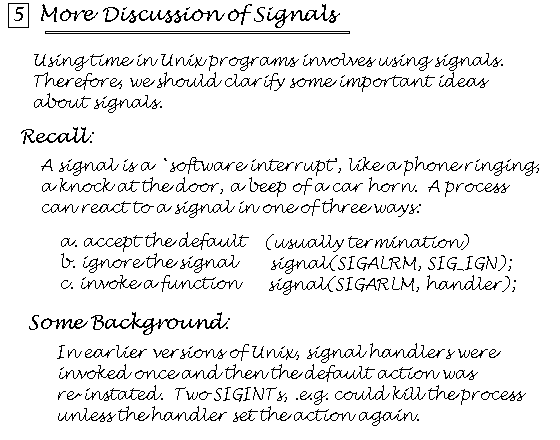 5 More Discussion of Signals
Using time in Unix programs involves using signals.
Therefore, we should clarify some important ideas
about signals.
Recall:
A signal is a `software interrupt', like a phone ringing,
a knock at the door, a beep of a car horn. A process
can react to a signal in one of three ways:
a. accept the default (usually termination)
b. ignore the signal signal(SIGALRM, SIG_IGN);
c. invoke a function signal(SIGARLM, handler);
Some Background:
In earlier versions of Unix, signal handlers were
invoked once and then the default action was
re-instated. Two SIGINTs, .e.g. could kill the process
unless the handler set the action again.